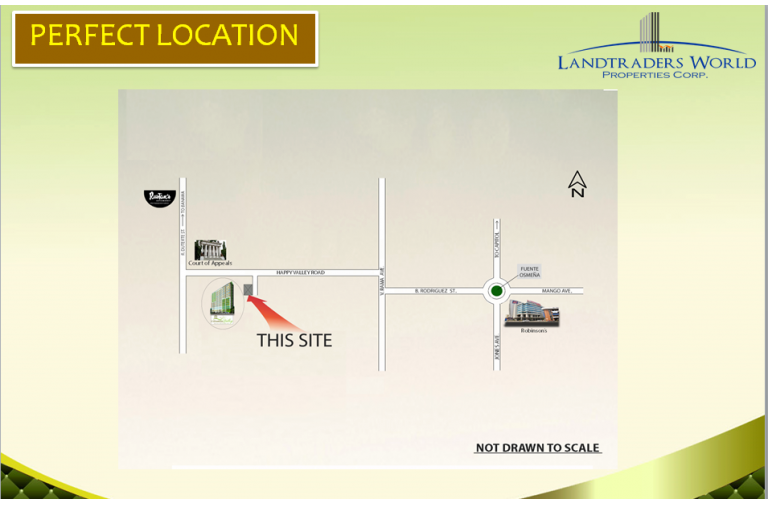 PERFECT LOCATION
LANDTRADERS WORLD
PROPERTIES CORP.
N
Court of Appeals
HAPPY VALLEY ROAD
V. RAMA AVE
B. RODRIGUEZ ST.
TO CAPITOL
FUENTE
OSMEÑA
MANGO AVE.
Robinson's
JONES AVE
THIS SITE
NOT DRAWN TO SCALE